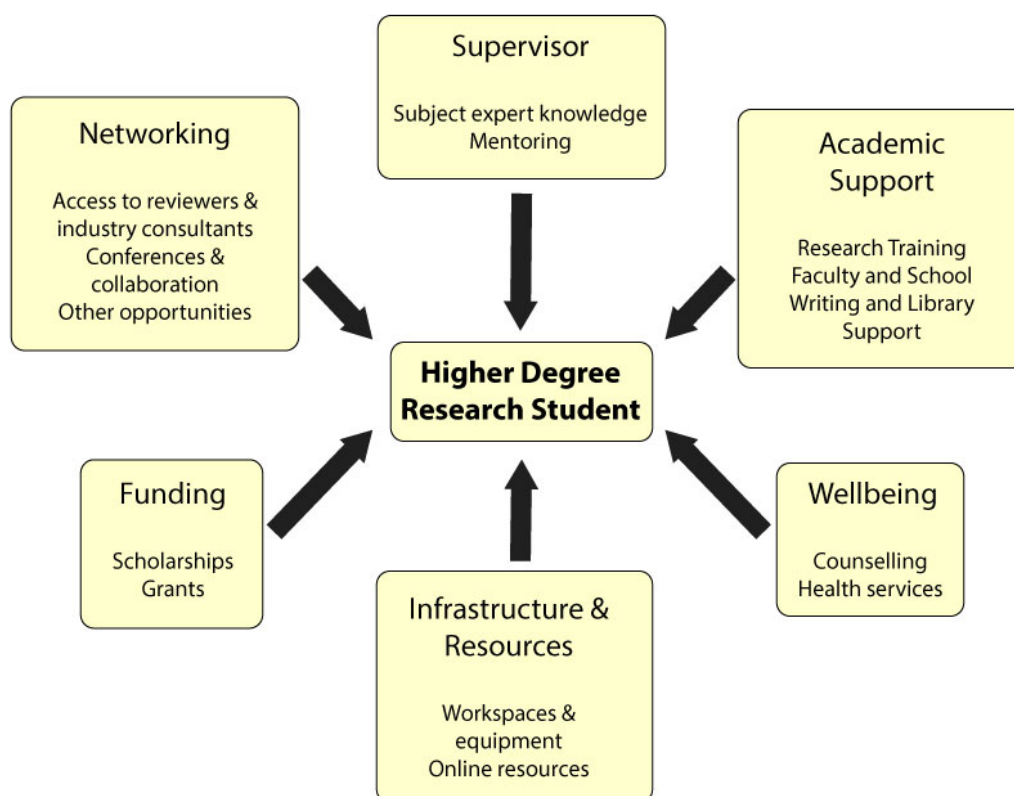 Supervisor
Subject expert knowledge
Mentoring
Networking
Access to reviewers &
industry consultants
Conferences &
collaboration
Other opportunities
Academic
Support
Research Training
Faculty and School
Writing and Library
Support
Higher Degree
Research Student
Funding
Scholarships
Grants
Infrastructure &
Resources
Workspaces &
equipment
Online resources
Wellbeing
Counselling
Health services